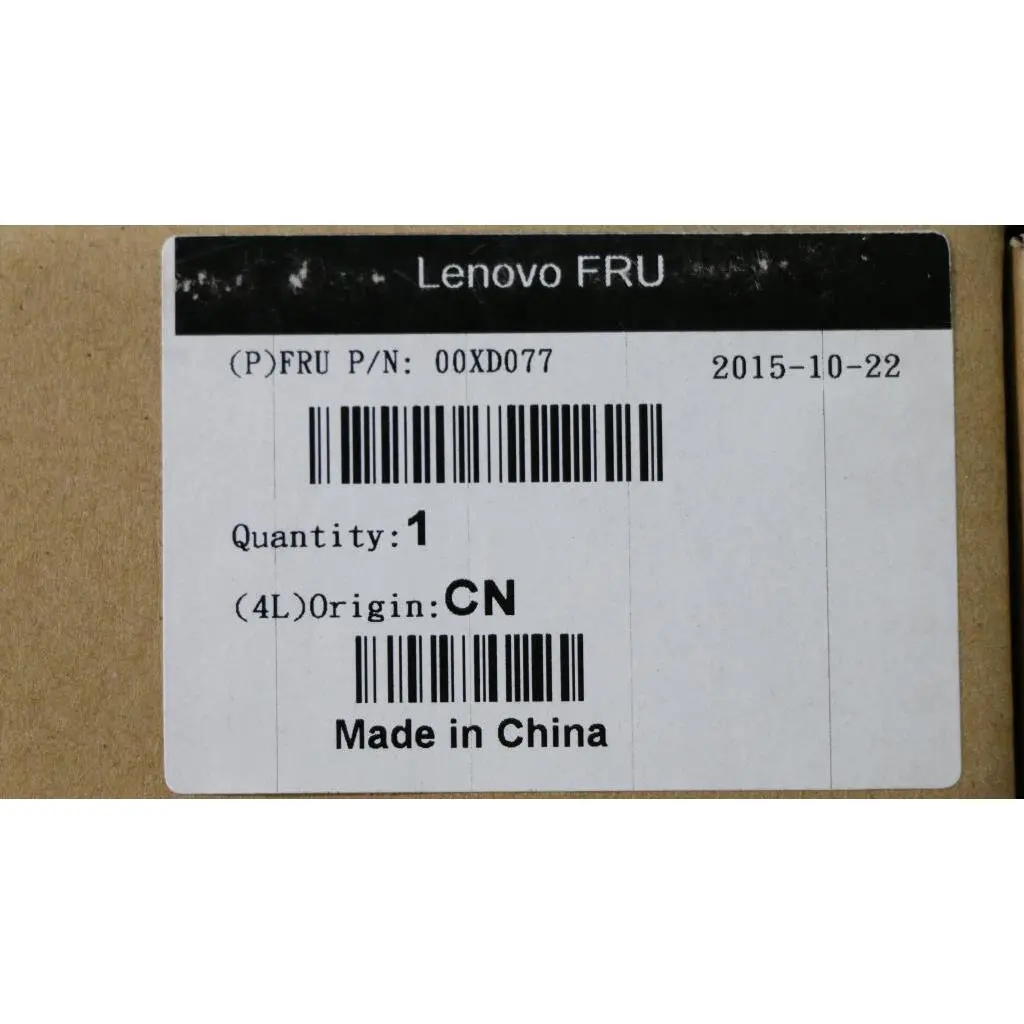 Lenovo FRU
(P)FRU P/N: 00XD077 2015-10-22
Quantity:1
(4L)Origin:CN
Made in China